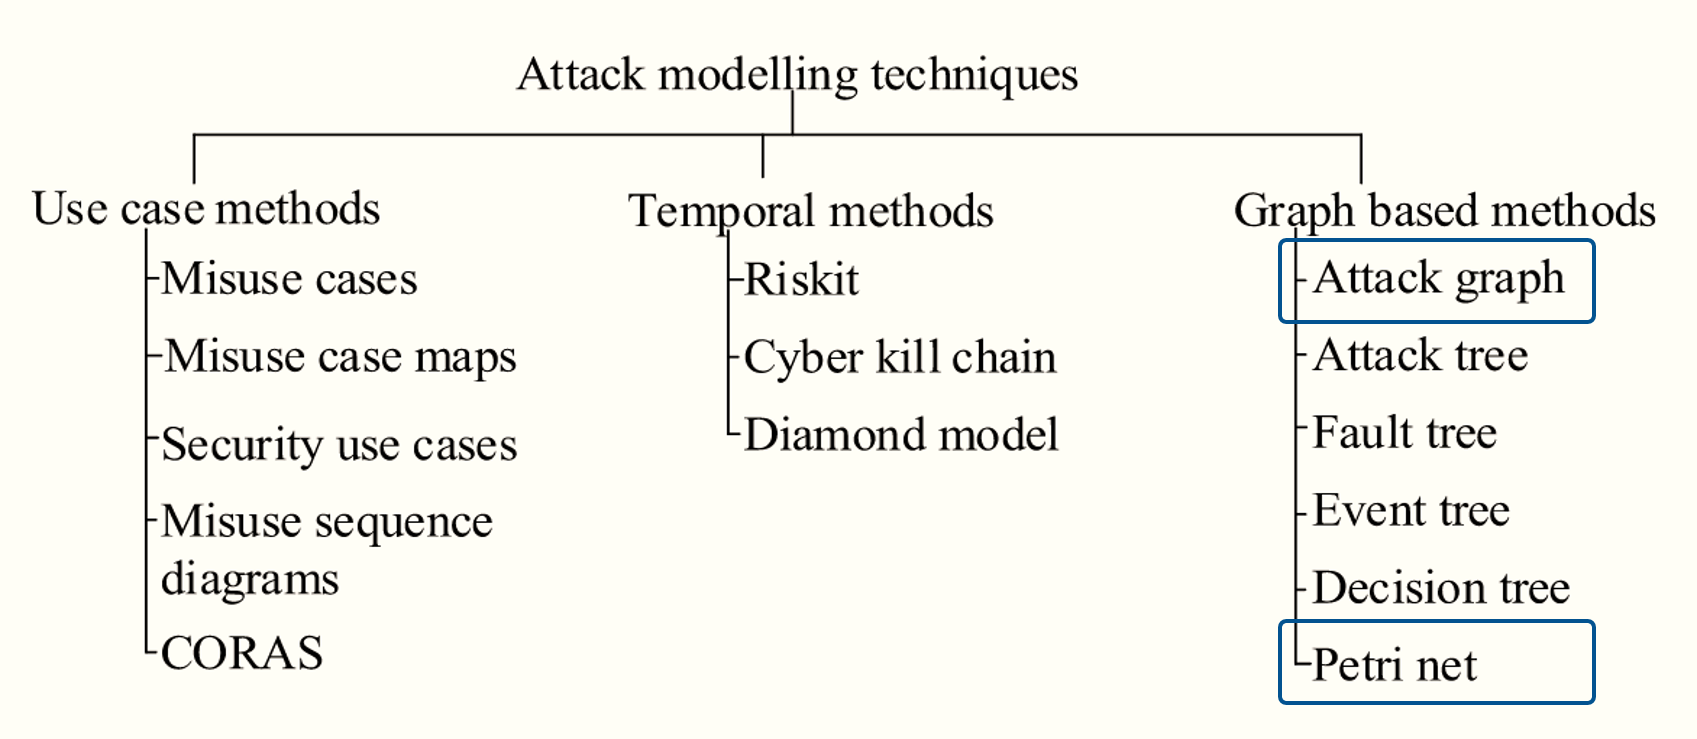 Attack modelling techniques
Use case methods
Misuse cases
Misuse case maps
Security use cases
Misuse sequence
diagrams
CORAS
Temporal methods
Riskit
Cyber kill chain
Diamond model
Graph based methods
Attack graph
Attack tree
Fault tree
Event tree
Decision tree
Petri net